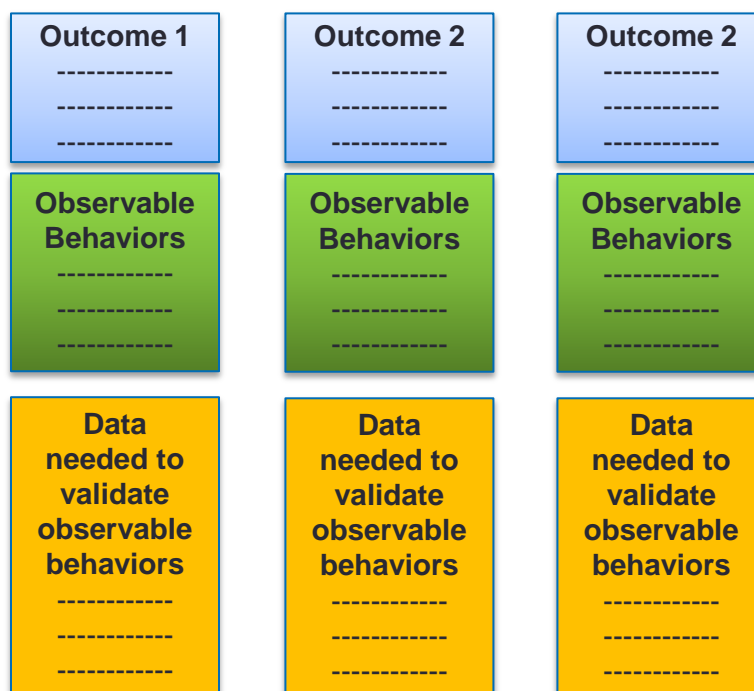 Outcome 1
------------
------------
------------
Observable
Behaviors
------------
------------
------------
Data
needed to
validate
observable
behaviors
------------
------------
------------
Outcome 2
------------
------------
------------
Observable
Behaviors
------------
------------
------------
Data
needed to
validate
observable
behaviors
------------
------------
------------
Outcome 2
------------
------------
------------
Observable
Behaviors
------------
------------
------------
Data
needed to
validate
observable
behaviors
------------
------------
------------